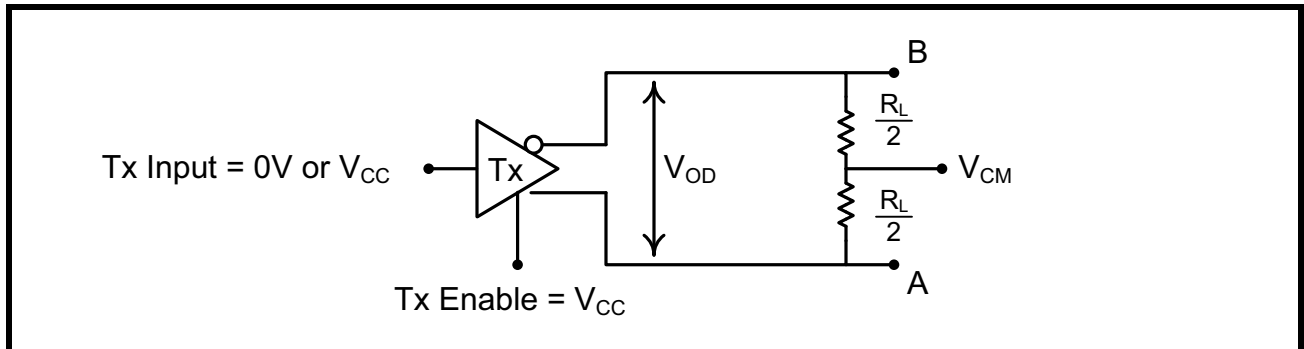 B
R_L
2
Tx Input = 0V or V_CC
Tx
V_OD
V_CM
R_L
2
A
Tx Enable = V_CC